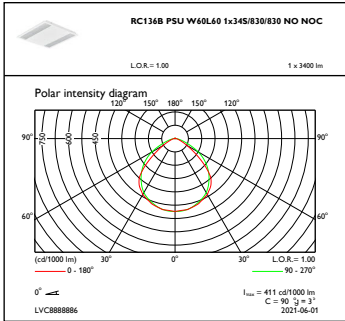 RC136B PSU W60L60 1x34S/830/830 NO NOC
L.O.R.= 1.00 1 x 3400 lm
Polar intensity diagram
120° 150° 180° 150° 120°
90° 750 600 450 90°
60° 60°
(cd/1000 lm) 30° 0° 30° L.O.R.= 1.00
0 - 180° 90 - 270°
0° Imax = 411 cd/1000 lm
C = 90 g = 3°
LVC8888886 2021-06-01